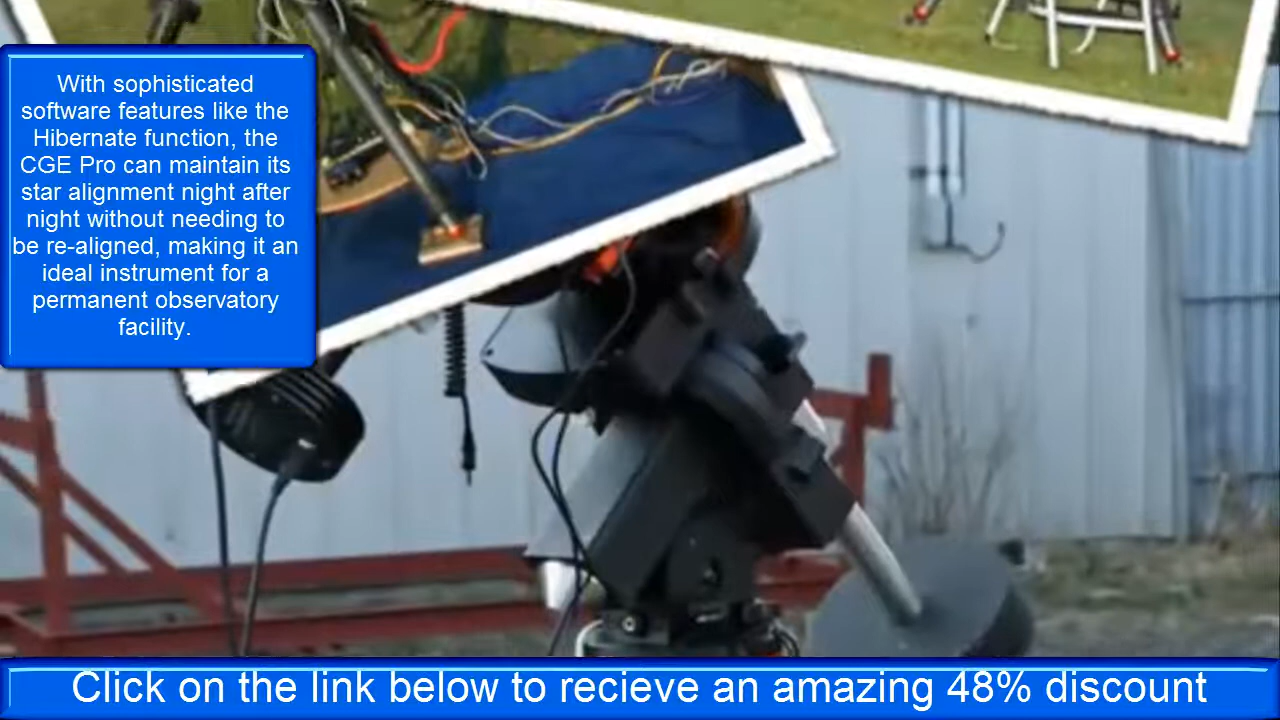 With sophisticated
software features like the
Hibernate function, the
CGE Pro can maintain its
star alignment night after
night without needing to
be re-aligned, making it an
ideal instrument for a
permanent observatory
facility.
Click on the link below to recieve an amazing 48% discount